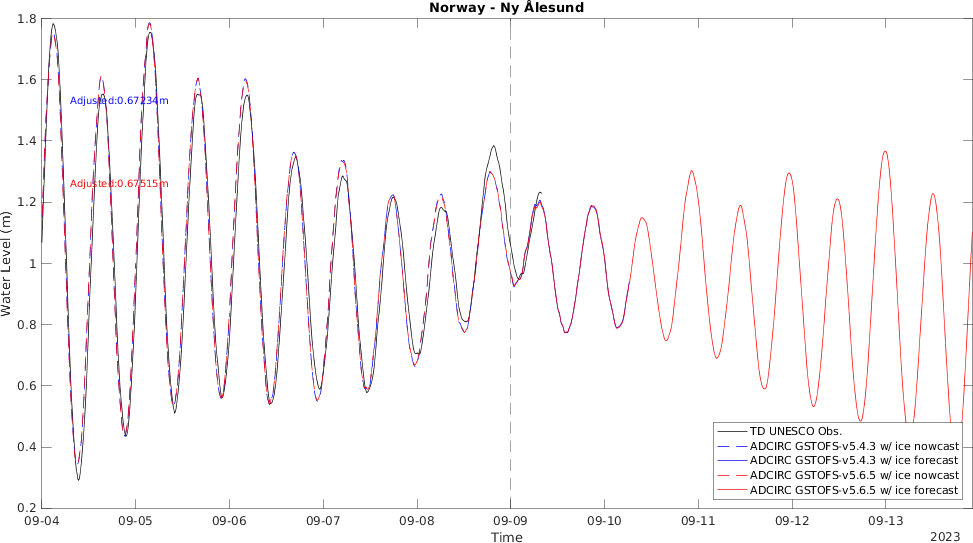 Norway - Ny Ålesund
1.8
1.6
1.4
1.2
1
0.8
0.6
0.4
0.2
Water Level (m)
Adjusted:0.67234m
Adjusted:0.67515m
TD UNESCO Obs.
ADCIRC GSTOFS-v5.4.3 w/ ice nowcast
ADCIRC GSTOFS-v5.4.3 w/ ice forecast
ADCIRC GSTOFS-v5.6.5 w/ ice nowcast
ADCIRC GSTOFS-v5.6.5 w/ ice forecast
09-04 09-05 09-06 09-07 09-08 09-09 09-10 09-11 09-12 09-13
Time
2023